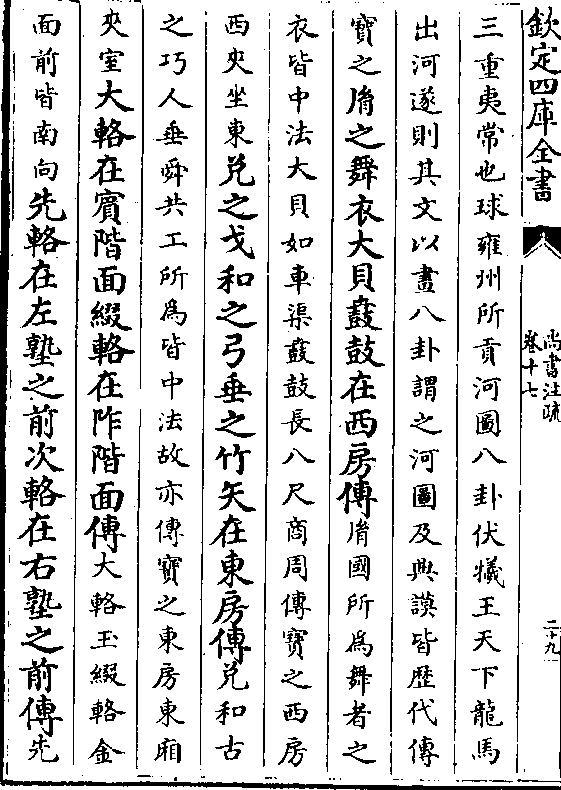 欽定四庫全書
尚書注疏
卷十七
二十九
三重夷常也球雍州所貢河圖八卦伏犧王天下龍馬
出河遂則其文以畫八卦謂之河圖及典謨皆歴代傳
寶之㣧之舞衣大貝鼖鼓在西房傳㣧國所為舞者之
衣皆中法大貝如車渠鼖鼓長八尺商周傳寶之西房
西夾坐東兌之戈和之弓垂之竹矢在東房傳兌和古
之巧人垂舜共工所為皆中法故亦傳寶之東房東廂
夾室大輅在賔階面綴輅在阼階面傳大輅玉綴輅金
面前皆南向先輅在左塾之前次輅在右塾之前傳先